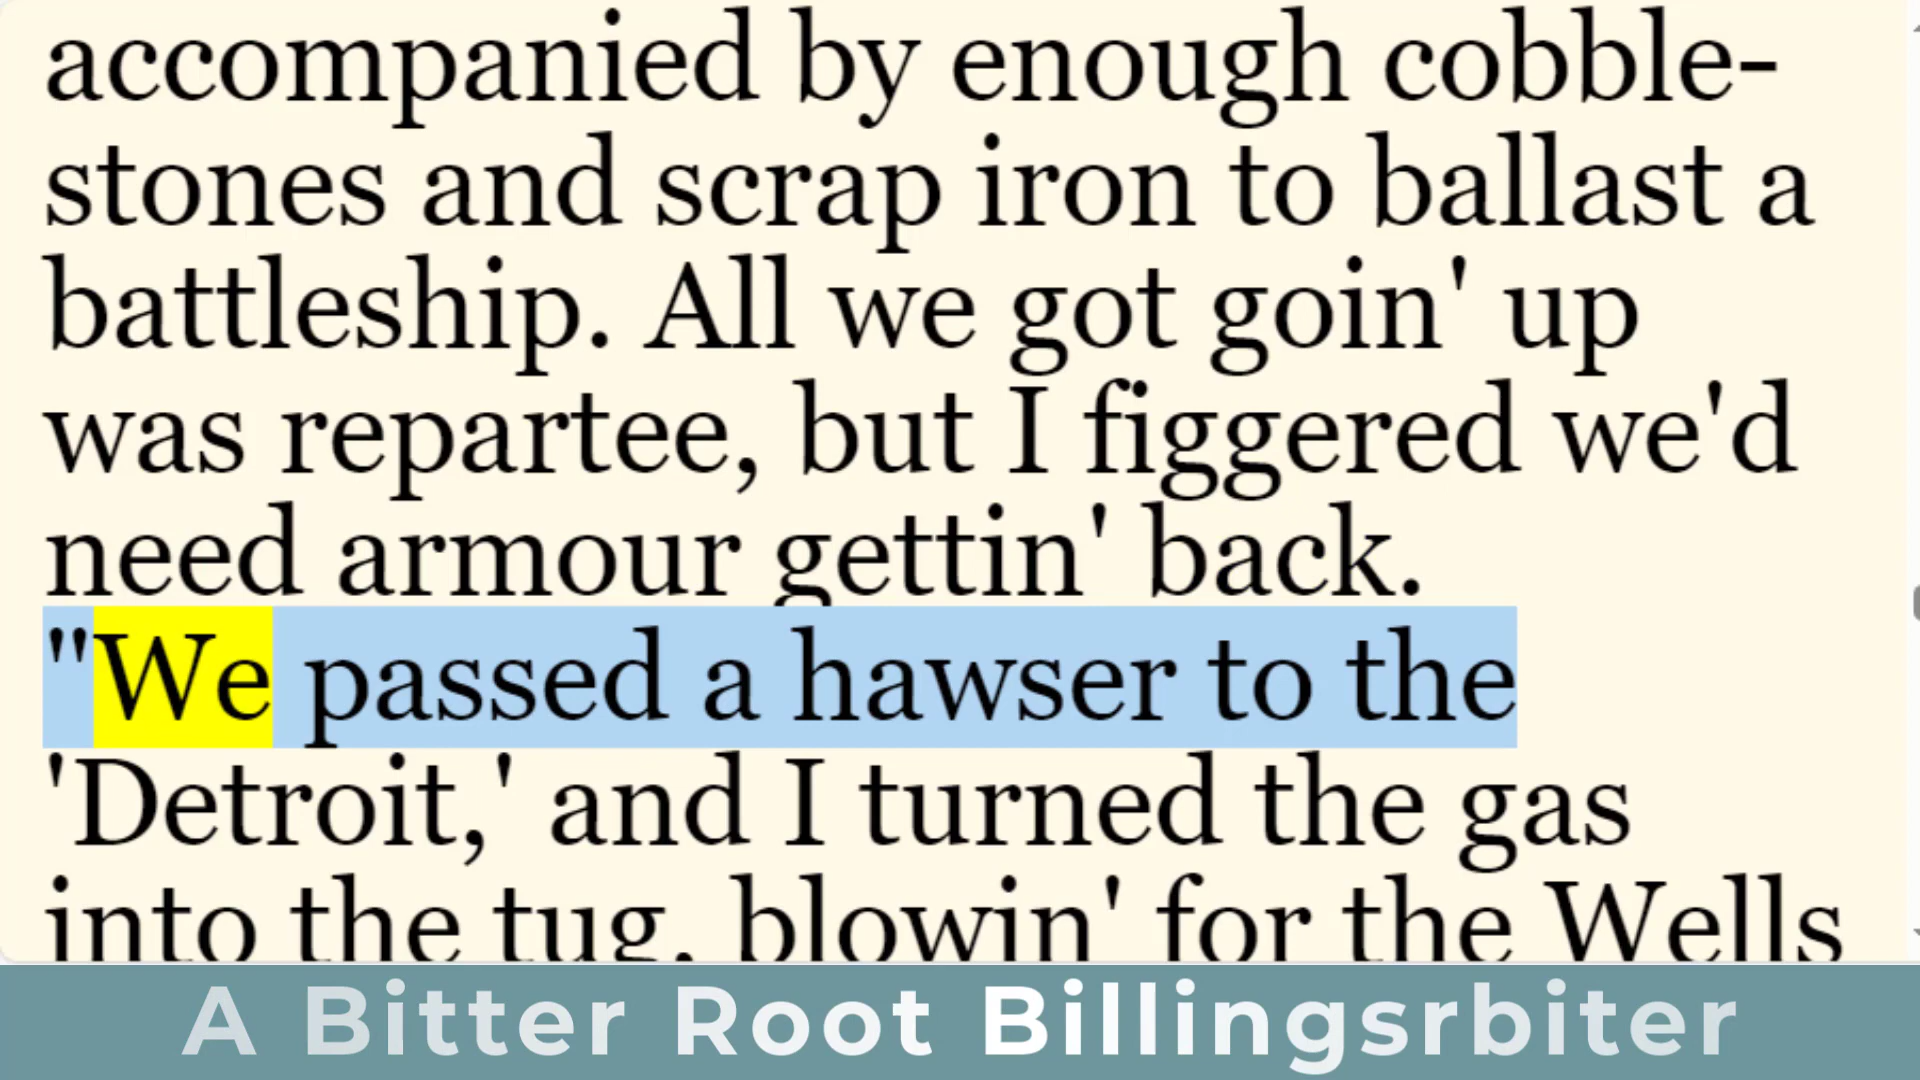 accompanied by enough cobble-
stones and scrap iron to ballast a
battleship. All we got goin' up
was repartee, but I figgered we'd
need armour gettin' back.
"We passed a hawser to the
'Detroit,' and I turned the gas
into the tug, blowin' for the Wells
A Bitter Root Billingsrbiter